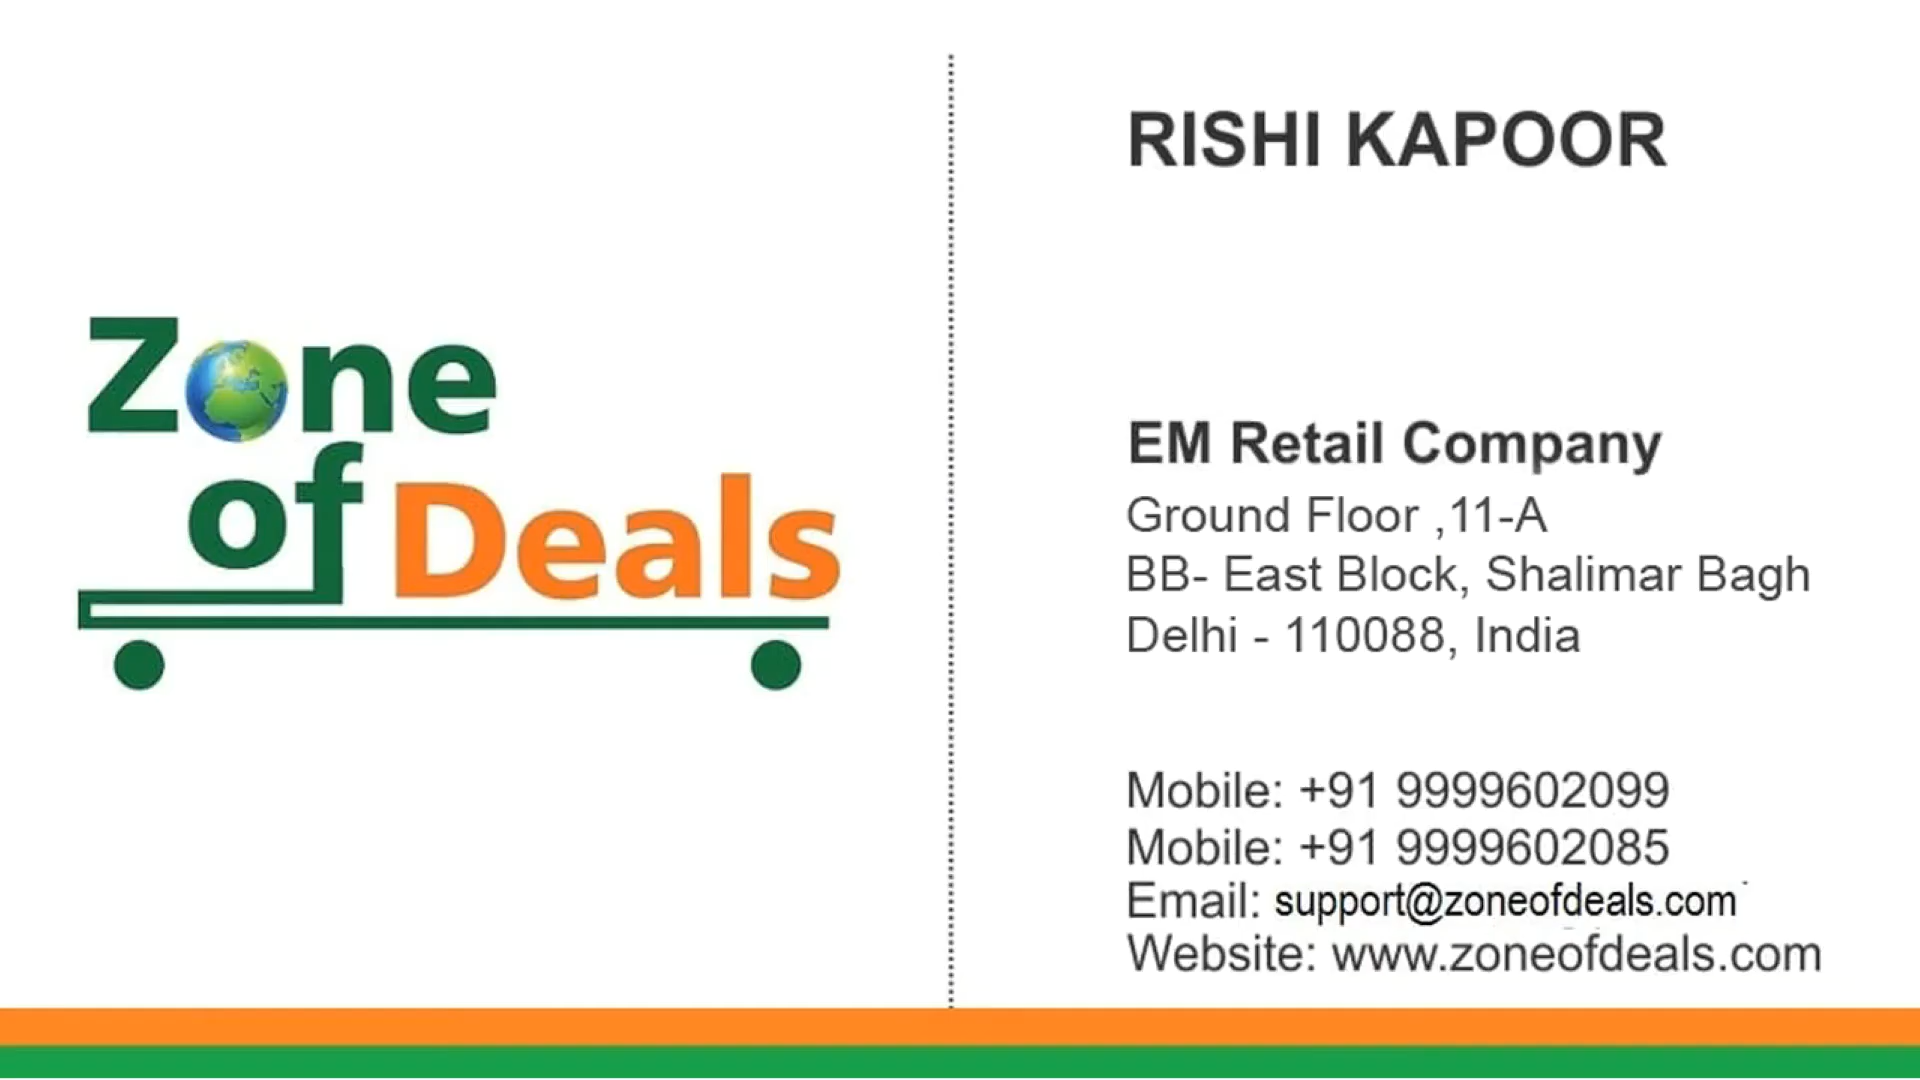 Zone
of Deals
RISHI KAPOOR
EM Retail Company
Ground Floor ,11-A
BB- East Block, Shalimar Bagh
Delhi - 110088, India
Mobile: +91 9999602099
Mobile: +91 9999602085
Email: support@zoneofdeals.com
Website: www.zoneofdeals.com